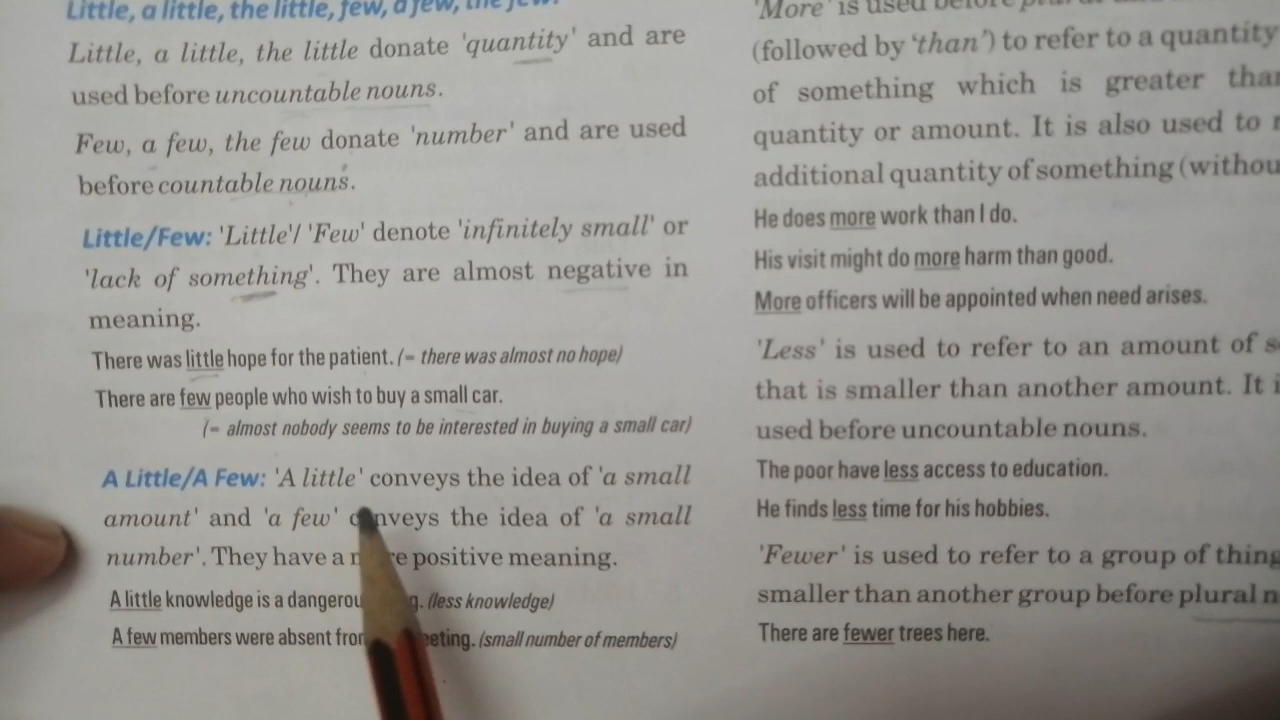 Little, a little, the little, few, a few, the few:
Little, a little, the little donate 'quantity' and are
used before uncountable nouns.
Few, a few, the few donate 'number' and are used
before countable nouns.
Little/Few: 'Little'/ 'Few' denote 'infinitely small' or
'lack of something'. They are almost negative in
meaning.
There was little hope for the patient. (= there was almost no hope)
There are few people who wish to buy a small car.
(= almost nobody seems to be interested in buying a small car)
A Little/A Few: 'A little' conveys the idea of 'a small
amount' and 'a few' conveys the idea of 'a small
number'. They have a positive meaning.
A little knowledge is a (less knowledge)
A few members were absent (small number of members)
'More' is used before
(followed by 'than') to refer to a quantity
of something which is greater than
quantity or amount. It is also used to
additional quantity of something (without
He does more work than I do.
His visit might do more harm than good.
More officers will be appointed when need arises.
'Less' is used to refer to an amount of
that is smaller than another amount. It
used before uncountable nouns.
The poor have less access to education.
He finds less time for his hobbies.
'Fewer' is used to refer to a group of thing
smaller than another group before plural
There are fewer trees here.